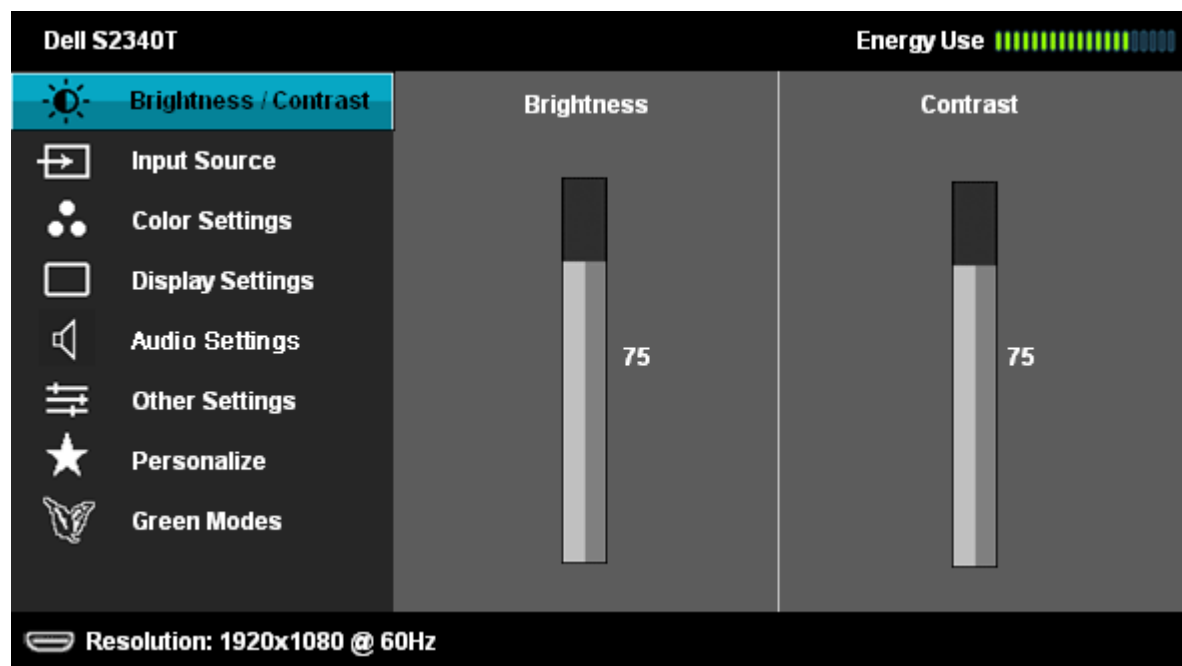 Dell S2340T
Energy Use
Brightness / Contrast
Input Source
Color Settings
Display Settings
Audio Settings
Other Settings
Personalize
Green Modes
Brightness
75
Contrast
75
Resolution: 1920x1080 @ 60Hz